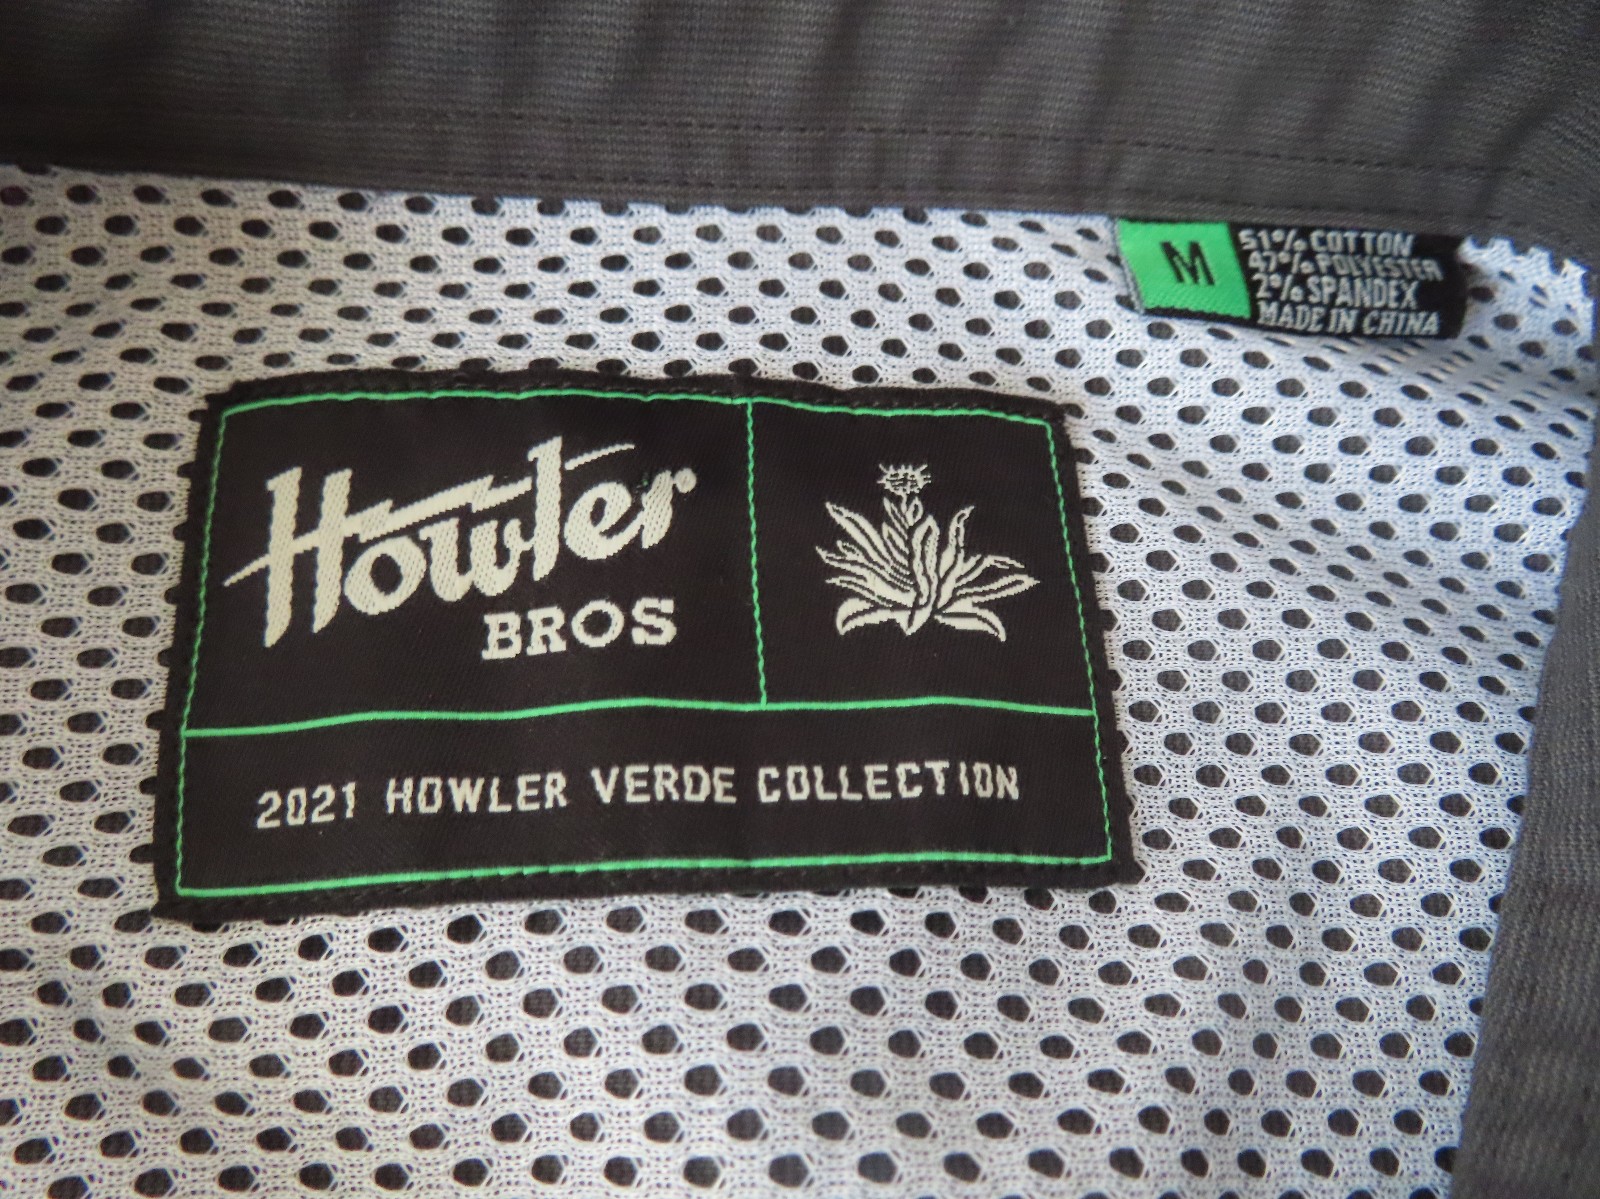 M
51% COTTON
47% POLYESTER
2% SPANDEX
MADE IN CHINA
Howler
BROS
2021 HOWLER VERDE COLLECTION